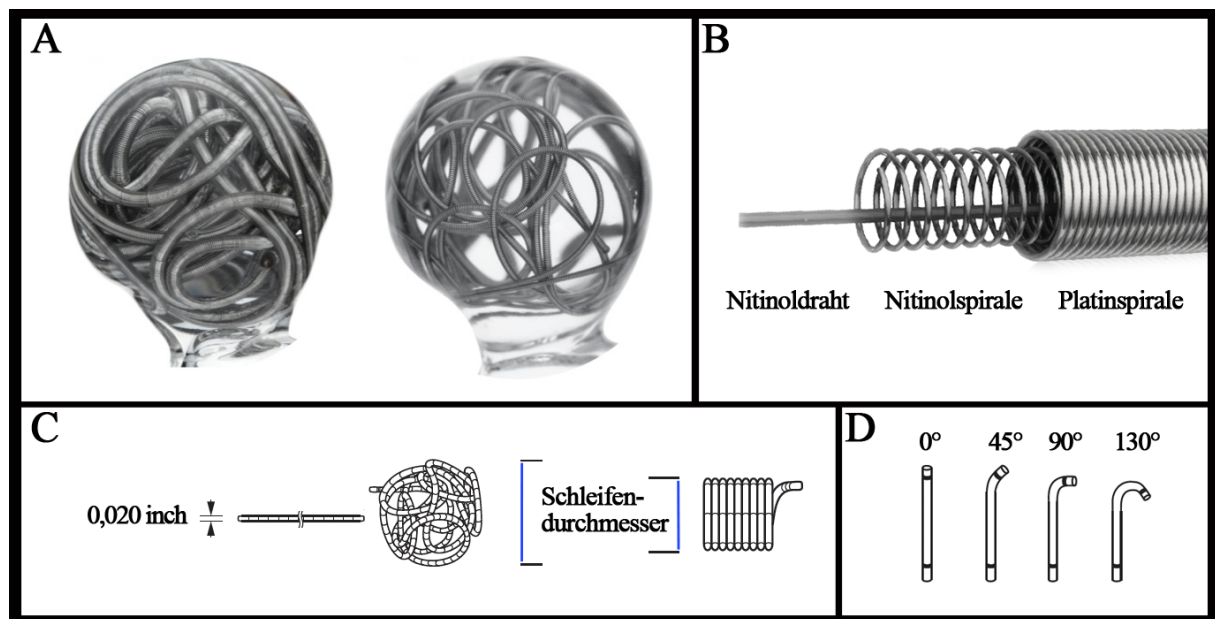 A
B
Nitinoldraht Nitinolspirale Platinspirale
C
0,020 inch
Schleifen-
durchmesser
D
0° 45° 90° 130°